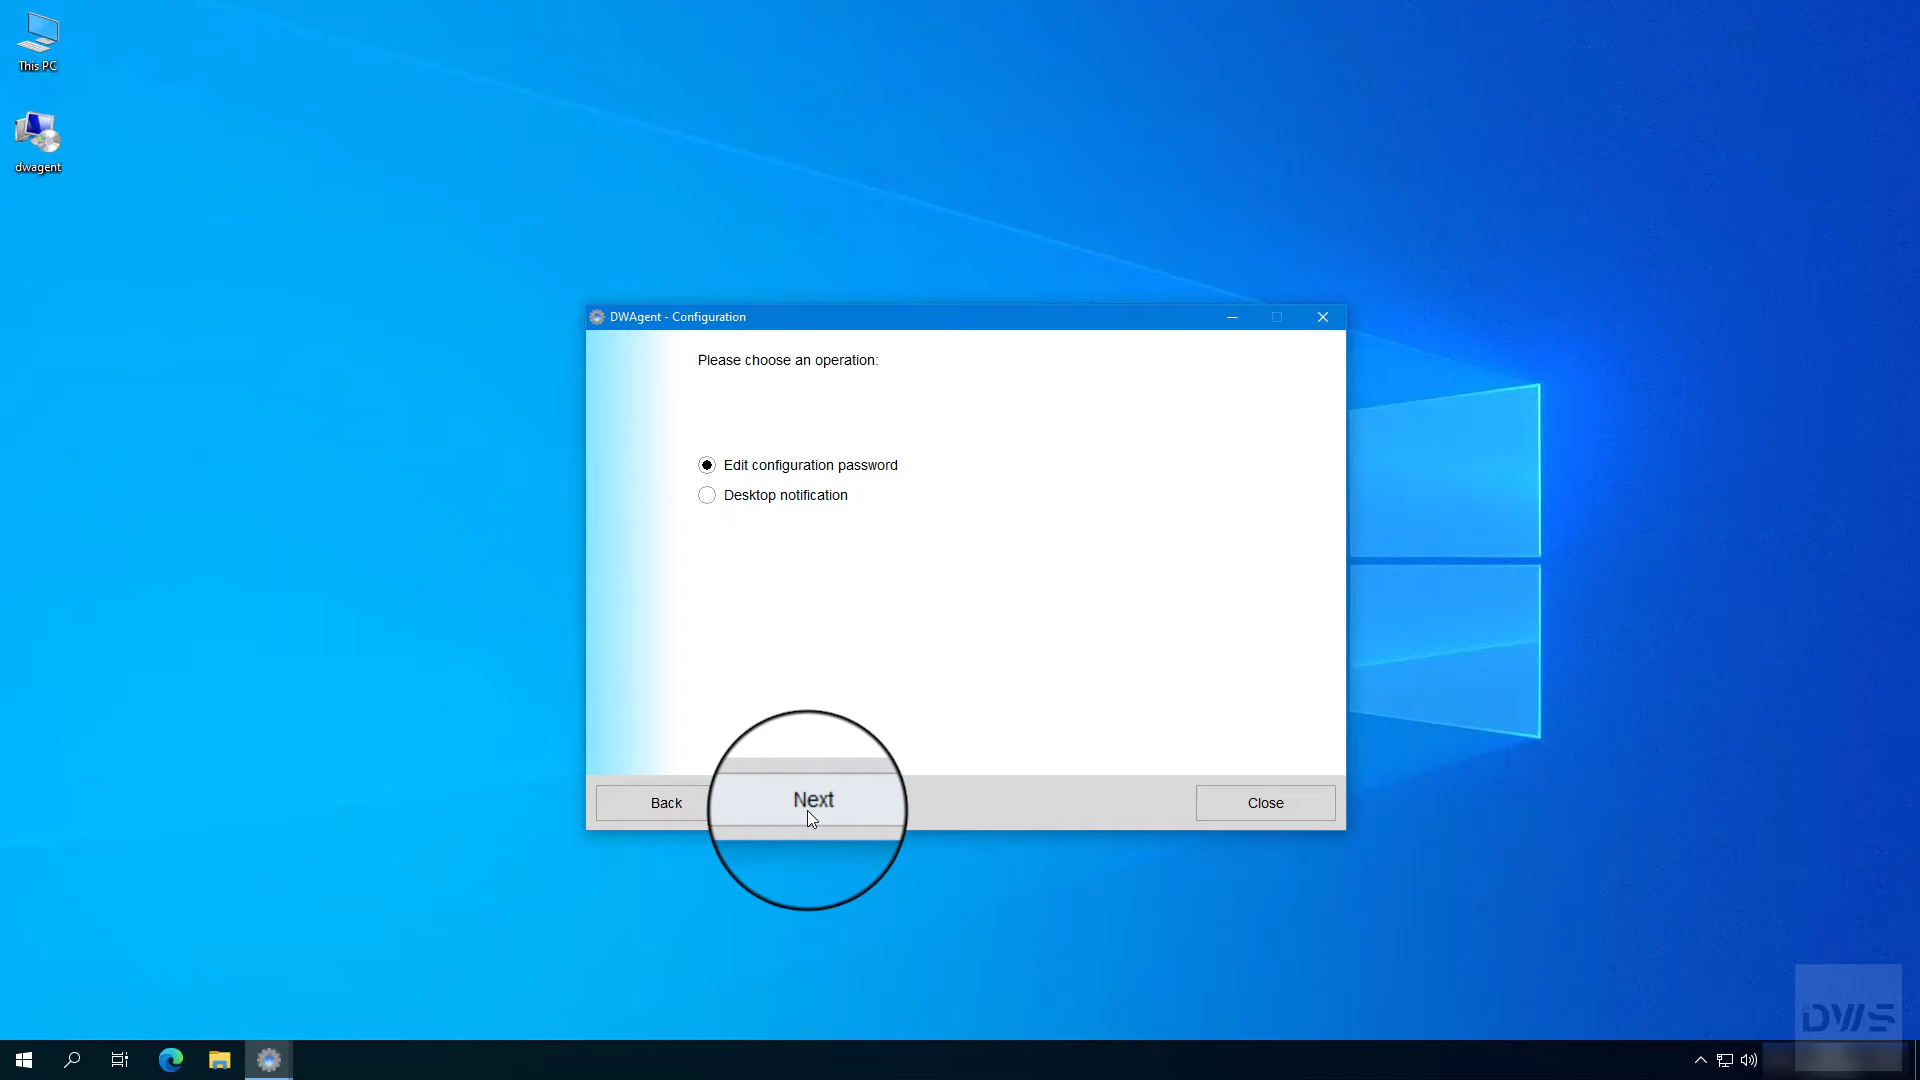 This PC
dwagent
DWAgent - Configuration
Please choose an operation:
Edit configuration password
Desktop notification
Back
Next
Close
DWS